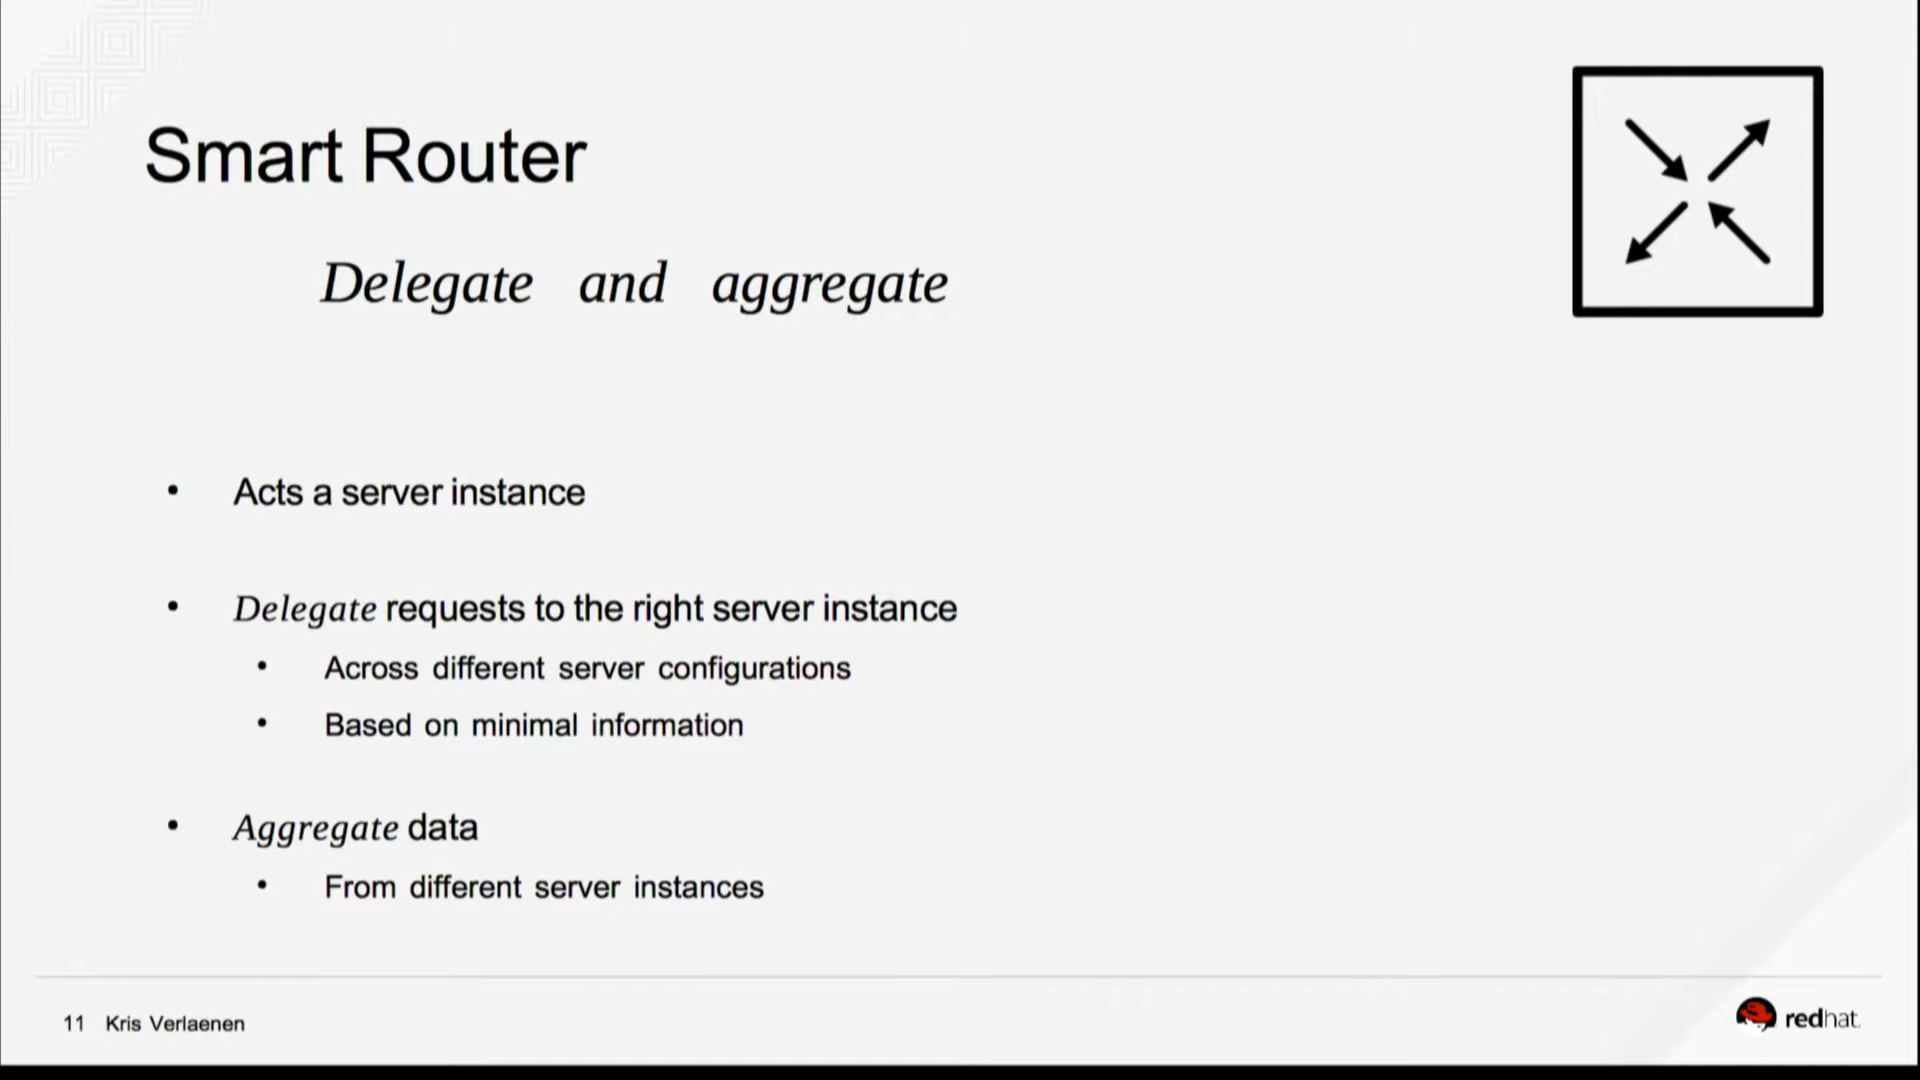 Smart Router
Delegate and aggregate
• Acts a server instance
• Delegate requests to the right server instance
• Across different server configurations
• Based on minimal information
• Aggregate data
• From different server instances
11 Kris Verlaenen
redhat.